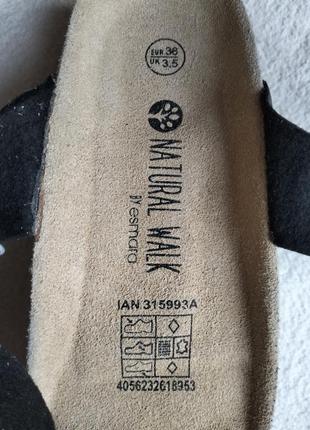 EUR 36
UK 3,5
NATURAL WALK
BY esmara
IAN 315993A
4056232618953